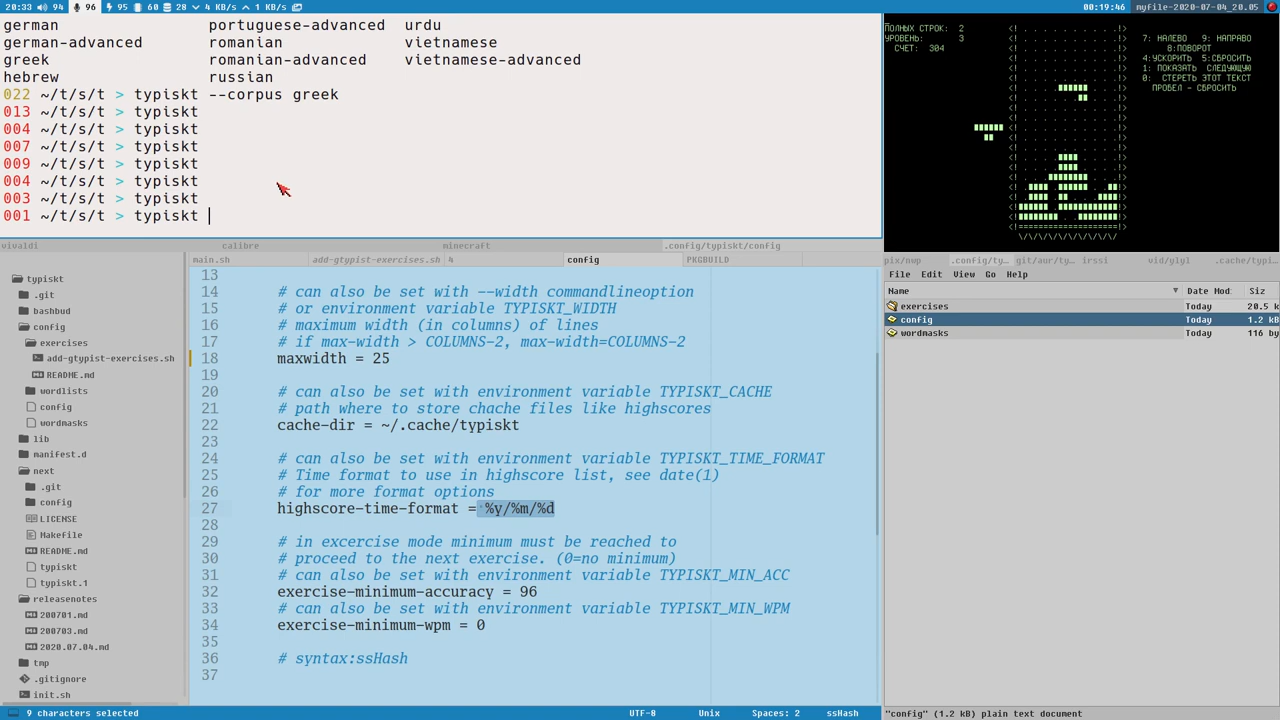 20:33 94 96 95 60 28 4 KB/s 1 KB/s
00:19:46 myfile-2020-07-04_20.05
german portuguese-advanced urdu
german-advanced romanian vietnamese
greek romanian-advanced vietnamese-advanced
hebrew russian
022 ~/t/s/t > typiskt --corpus greek
013 ~/t/s/t > typiskt
004 ~/t/s/t > typiskt
007 ~/t/s/t > typiskt
009 ~/t/s/t > typiskt
004 ~/t/s/t > typiskt
003 ~/t/s/t > typiskt
001 ~/t/s/t > typiskt
ПОЛНЫХ СТРОК: 2
УРОВЕНЬ: 3
СЧЕТ: 304
7: НАЛЕВО 9: НАПРАВО
8:ПОВОРОТ
4:УСКОРИТЬ 5:СБРОСИТЬ
1: ПОКАЗАТЬ СЛЕДУЮЩУЮ
0: СТЕРЕТЬ ЭТОТ ТЕКСТ
ПРОБЕЛ - СБРОСИТЬ
vivaldi calibre minecraft .config/typiskt/config
main.sh add-gtypist-exercises.sh 4 config PKGBUILD
typiskt
.git
bashbud
config
exercises
add-gtypist-exercises.sh
README.md
wordlists
config
wordmasks
lib
manifest.d
next
.git
config
LICENSE
Makefile
README.md
typiskt
typiskt.1
releasenotes
200701.md
200703.md
2020.07.04.md
tmp
.gitignore
init.sh
13
14 # can also be set with --width commandlineoption
15 # or environment variable TYPISKT_WIDTH
16 # maximum width (in columns) of lines
17 # if max-width > COLUMNS-2, max-width=COLUMNS-2
18 maxwidth = 25
19
20 # can also be set with environment variable TYPISKT_CACHE
21 # path where to store chache files like highscores
22 cache-dir = ~/.cache/typiskt
23
24 # can also be set with environment variable TYPISKT_TIME_FORMAT
25 # Time format to use in highscore list, see date(1)
26 # for more format options
27 highscore-time-format = %y/%m/%d
28
29 # in excercise mode minimum must be reached to
30 # proceed to the next exercise. (0=no minimum)
31 # can also be set with environment variable TYPISKT_MIN_ACC
32 exercise-minimum-accuracy = 96
33 # can also be set with environment variable TYPISKT_MIN_WPM
34 exercise-minimum-wpm = 0
35
36 # syntax:ssHash
37
9 characters selected UTF-8 Unix Spaces: 2 ssHash
pix/nwp .config/ty… git/aur/ty… irssi vid/ylyl .cache/typi…
File Edit View Go Help
Name Date Mod: Siz
exercises Today 20.5 k
config Today 1.2 kB
wordmasks Today 116 by
"config" (1.2 kB) plain text document